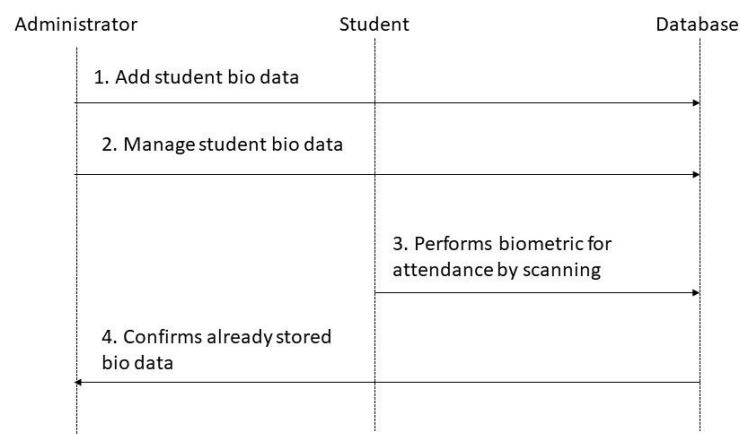 Administrator Student Database
1. Add student bio data
2. Manage student bio data
3. Performs biometric for
attendance by scanning
4. Confirms already stored
bio data